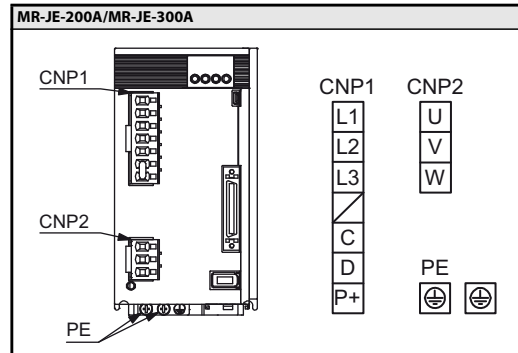 MR-JE-200A/MR-JE-300A
CNP1
CNP2
PE
CNP1
L1
L2
L3
C
D
P+
CNP2
U
V
W
PE